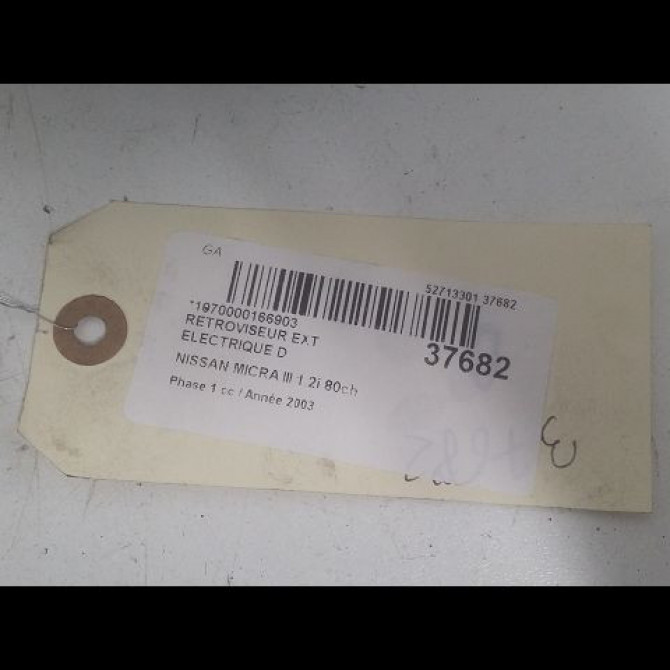 GA
52713301 37682
*1970000166903
RETROVISEUR EXT
ELECTRIQUE D
37682
NISSAN MICRA III 1.2i 80ch
Phase 1 cc / Année 2003
3